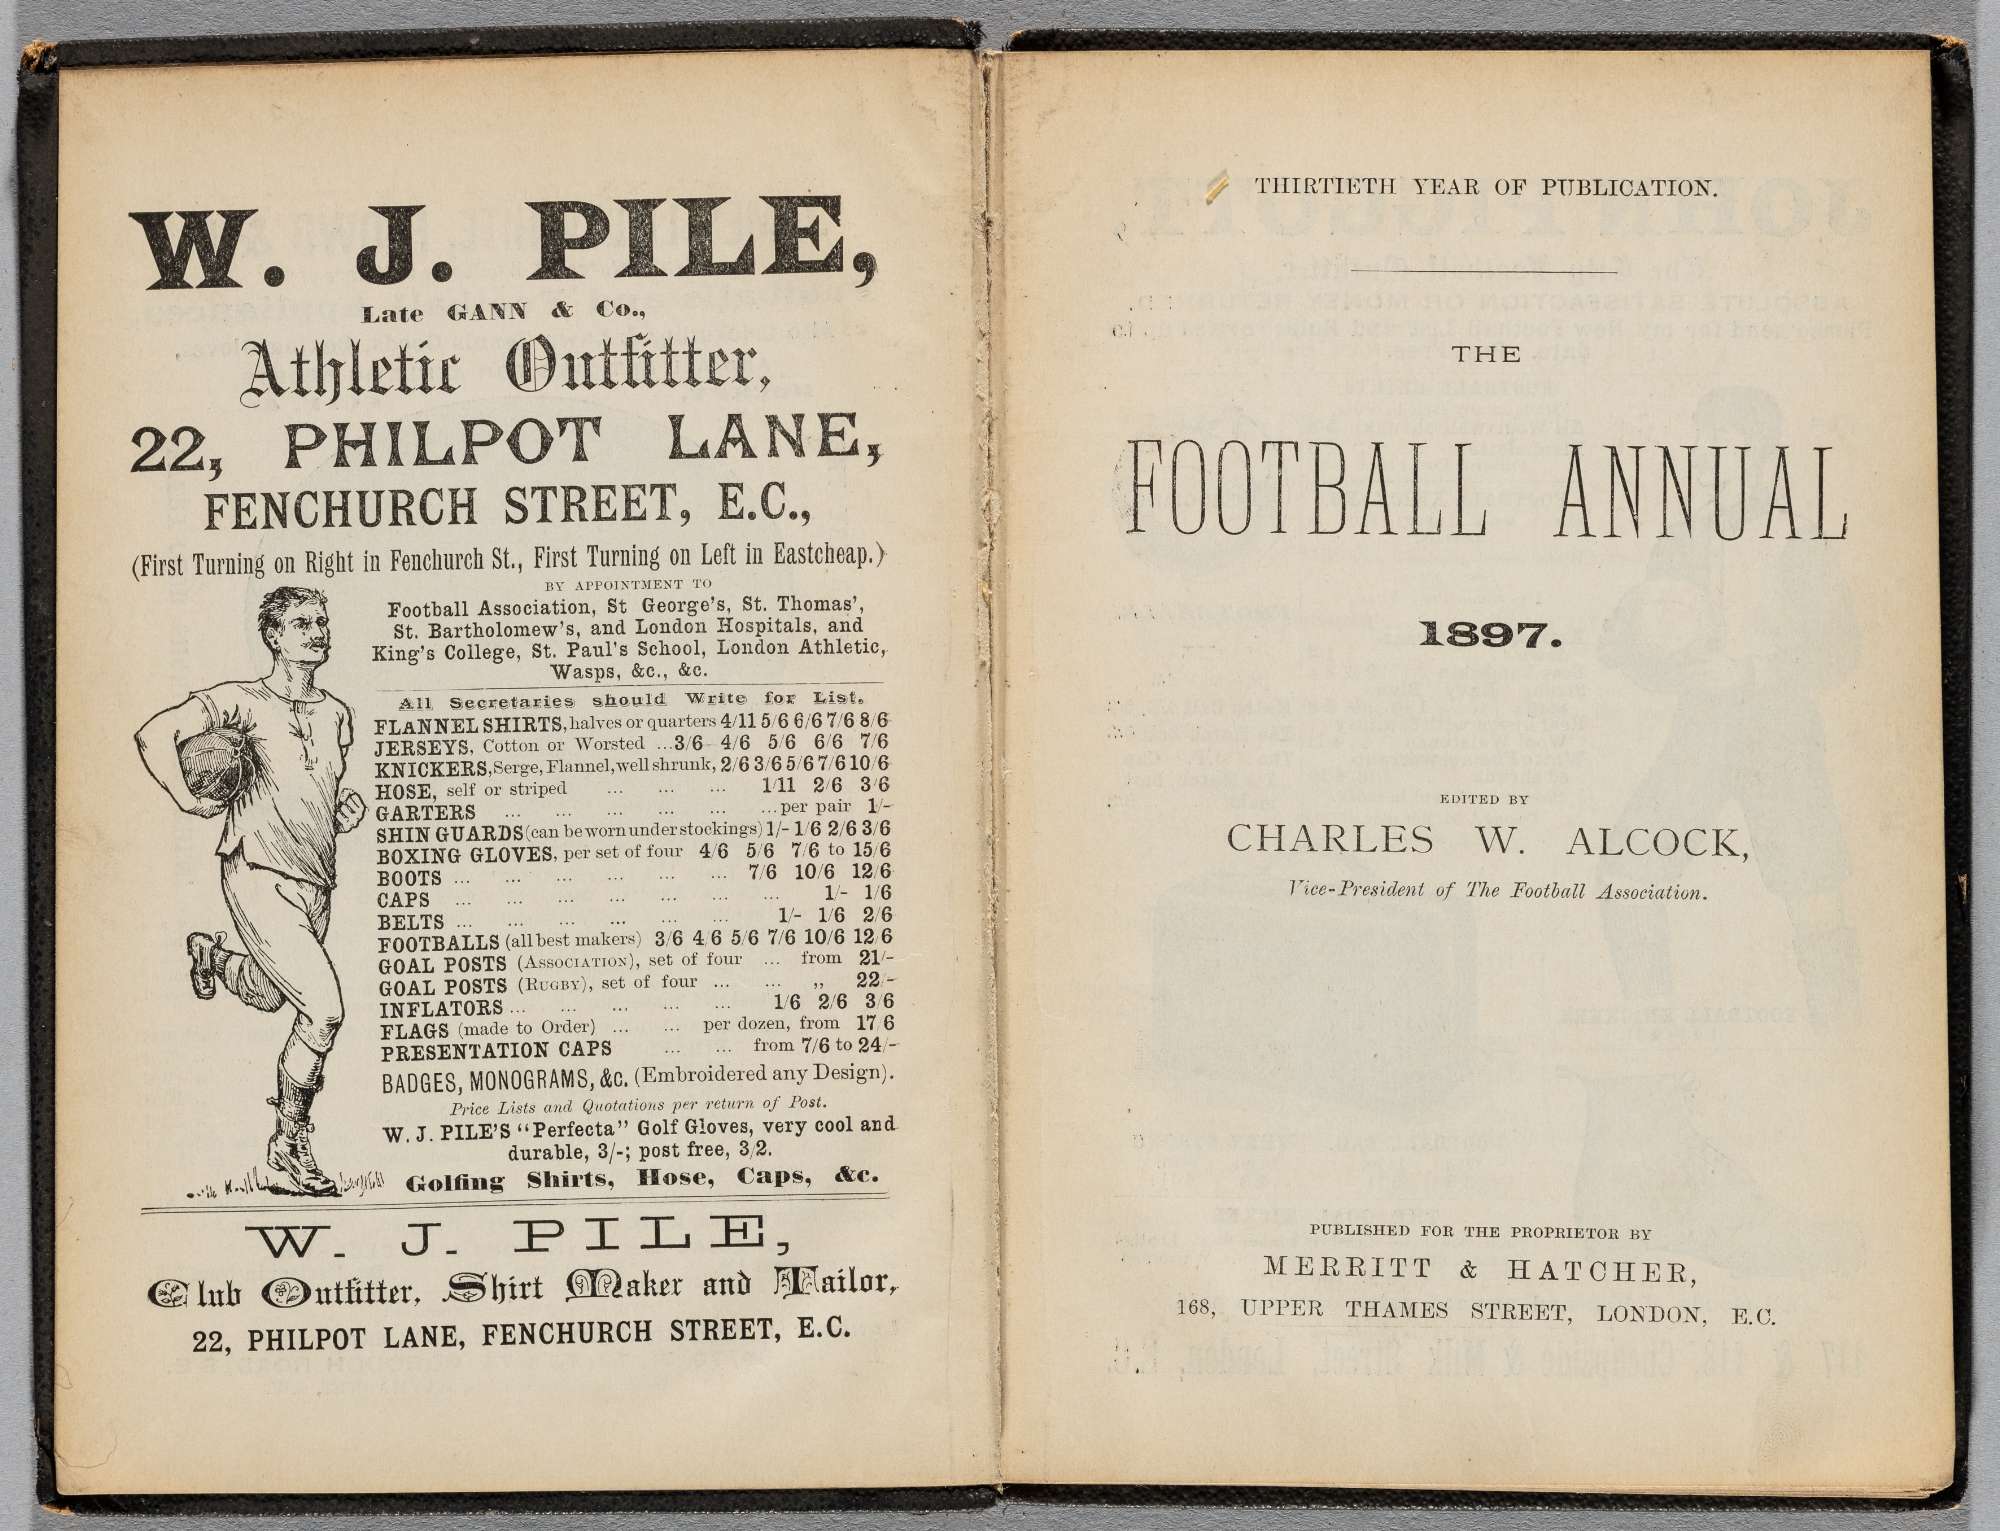 W. J. PILE,
Late GANN & Co.,
Athletic Outfitter,
22, PHILPOT LANE,
FENCHURCH STREET, E.C.,
(First Turning on Right in Fenchurch St., First Turning on Left in Eastcheap.)
BY APPOINTMENT TO
Football Association, St George's, St. Thomas',
St. Bartholomew's, and London Hospitals, and
King's College, St. Paul's School, London Athletic,
Wasps, &c., &c.
All Secretaries should Write for List.
FLANNEL SHIRTS, halves or quarters 4/11 5/6 6/6 7/6 8/6
JERSEYS, Cotton or Worsted ...3/6 4/6 5/6 6/6 7/6
KNICKERS, Serge, Flannel, well shrunk, 2/6 3/6 5/6 7/6 10/6
HOSE, self or striped ... ... ... 1/11 2/6 3/6
GARTERS ... ... ... ... ... ...per pair 1/-
SHIN GUARDS (can be worn under stockings) 1/- 1/6 2/6 3/6
BOXING GLOVES, per set of four 4/6 5/6 7/6 to 15/6
BOOTS ... ... ... ... ... ... 7/6 10/6 12/6
CAPS ... ... ... ... ... ... ... 1/- 1/6
BELTS ... ... ... ... ... ... 1/- 1/6 2/6
FOOTBALLS (all best makers) 3/6 4/6 5/6 7/6 10/6 12/6
GOAL POSTS (ASSOCIATION), set of four ... from 21/-
GOAL POSTS (RUGBY), set of four ... ... „ 22/-
INFLATORS ... ... ... ... ... 1/6 2/6 3/6
FLAGS (made to Order) ... ... per dozen, from 17/6
PRESENTATION CAPS ... ... from 7/6 to 24/-
BADGES, MONOGRAMS, &c. (Embroidered any Design).
Price Lists and Quotations per return of Post.
W. J. PILE'S "Perfecta" Golf Gloves, very cool and
durable, 3/-; post free, 3/2.
Golfing Shirts, Hose, Caps, &c.
W. J. PILE,
Club Outfitter, Shirt Maker and Tailor,
22, PHILPOT LANE, FENCHURCH STREET, E.C.
THIRTIETH YEAR OF PUBLICATION.
THE
FOOTBALL ANNUAL
1897.
EDITED BY
CHARLES W. ALCOCK,
Vice-President of The Football Association.
PUBLISHED FOR THE PROPRIETOR BY
MERRITT & HATCHER,
168, UPPER THAMES STREET, LONDON, E.C.